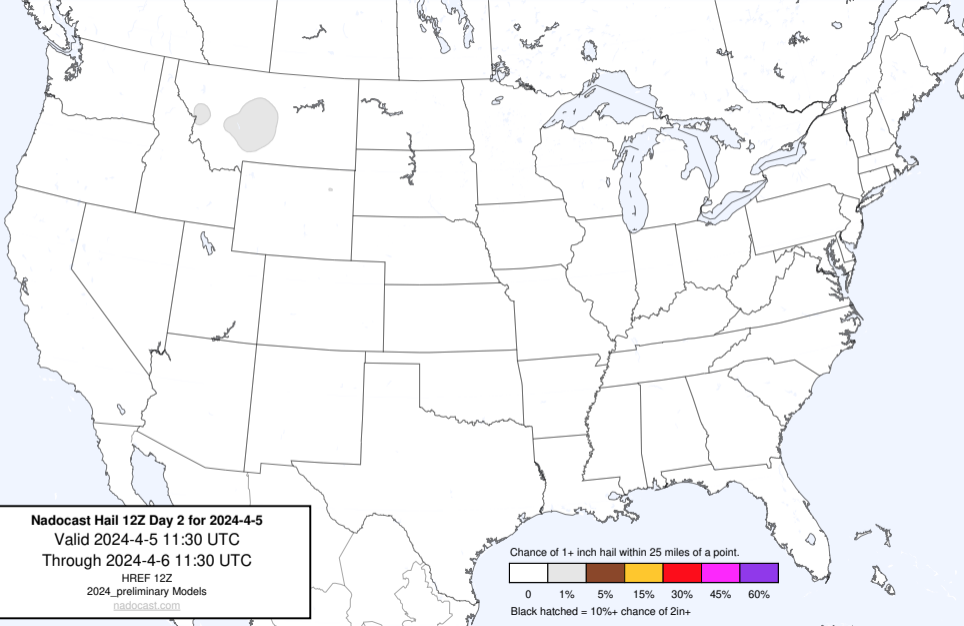 Nadocast Hail 12Z Day 2 for 2024-4-5
Valid 2024-4-5 11:30 UTC
Through 2024-4-6 11:30 UTC
HREF 12Z
2024_preliminary Models
nadocast.com
Chance of 1+ inch hail within 25 miles of a point.
0 1% 5% 15% 30% 45% 60%
Black hatched = 10%+ chance of 2in+